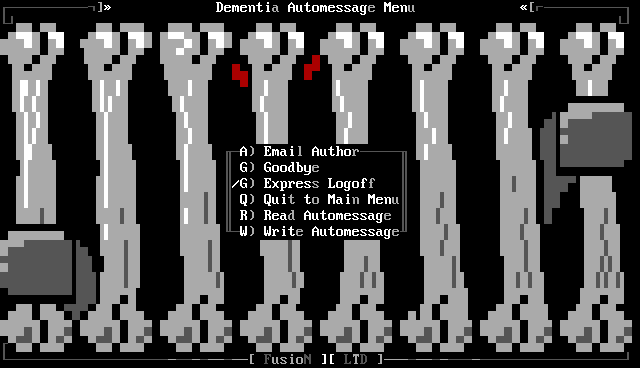 Dementia Automessage Menu
A) Email Author
G) Goodbye
/G) Express Logoff
Q) Quit to Main Menu
R) Read Automessage
W) Write Automessage
[ FusioN ][ LTD ]